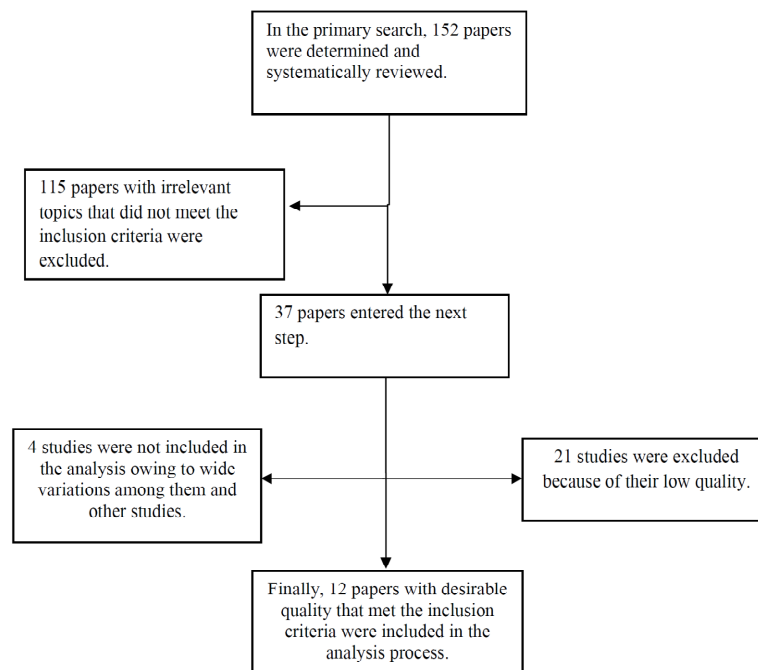 In the primary search, 152 papers
were determined and
systematically reviewed.
115 papers with irrelevant
topics that did not meet the
inclusion criteria were
excluded.
37 papers entered the next
step.
4 studies were not included in
the analysis owing to wide
variations among them and
other studies.
21 studies were excluded
because of their low quality.
Finally, 12 papers with desirable
quality that met the inclusion
criteria were included in the
analysis process.